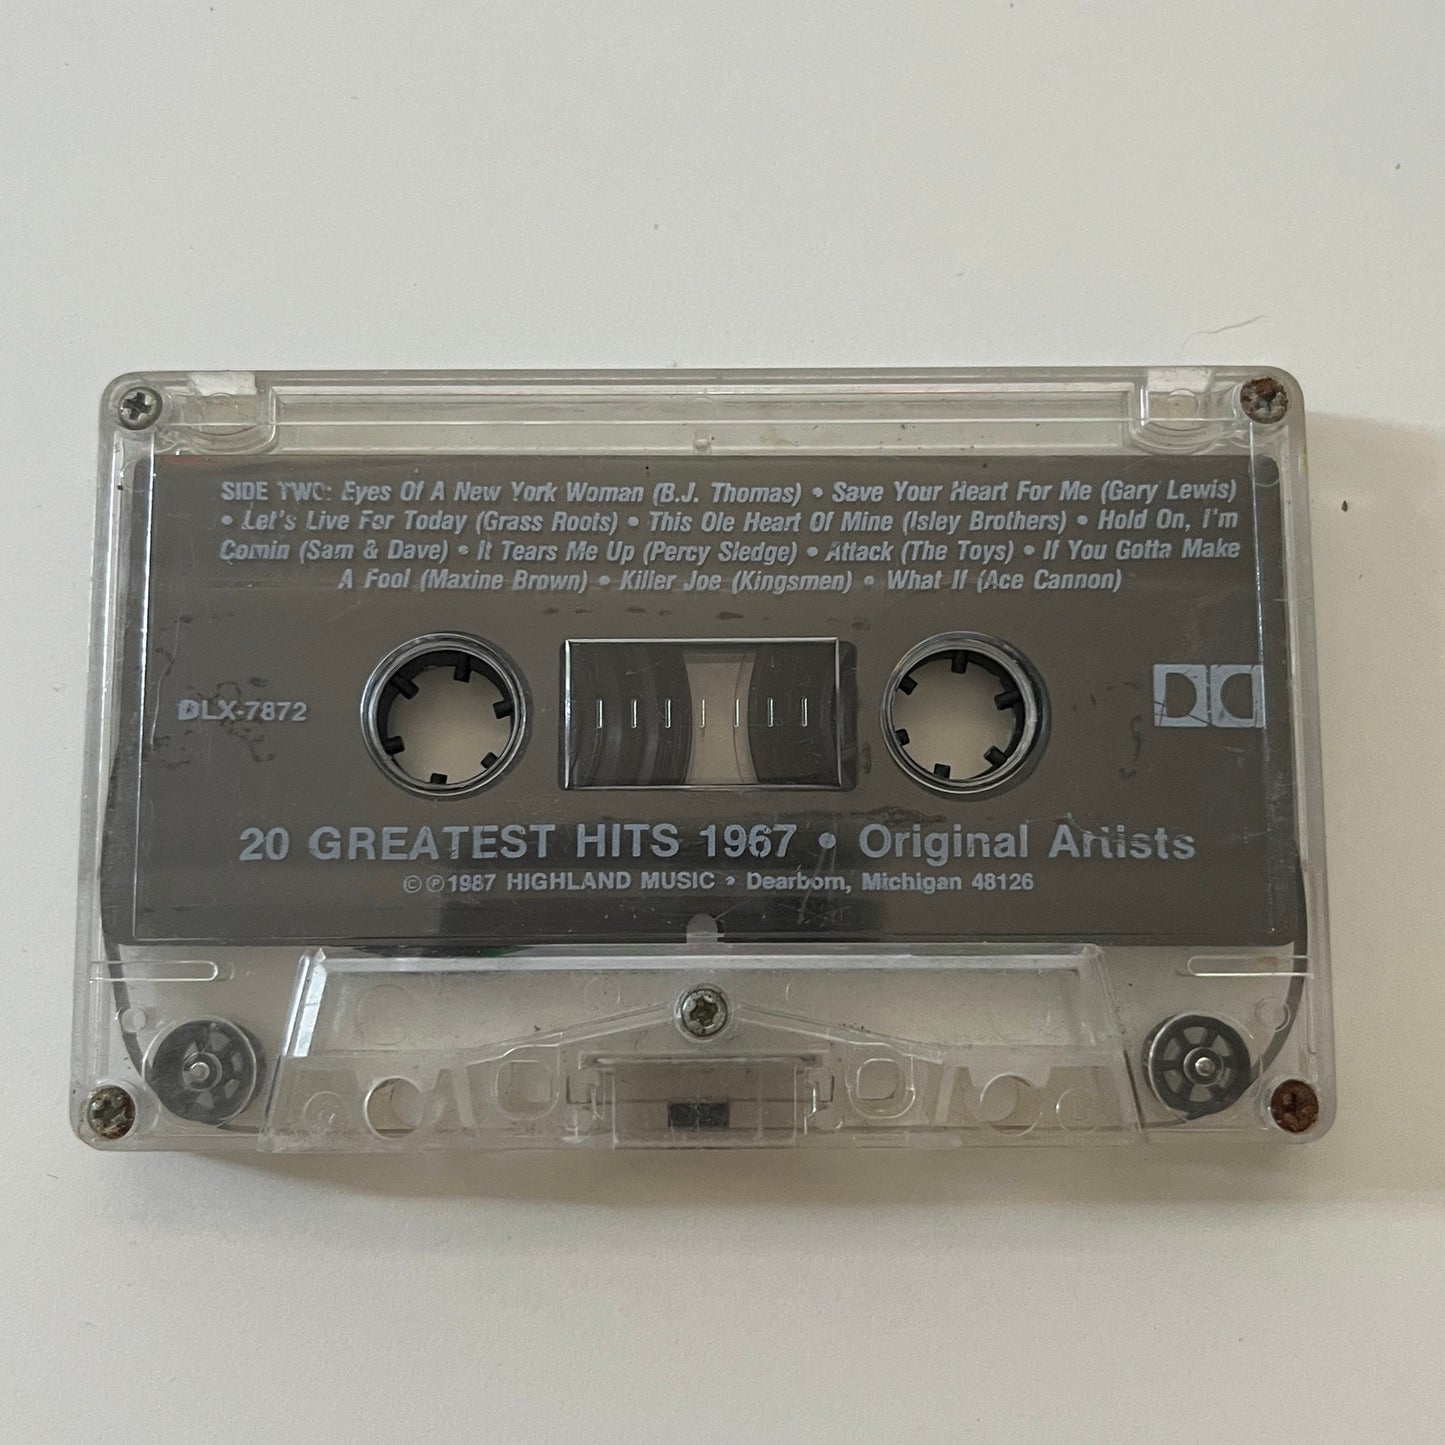 SIDE TWO: Eyes Of A New York Woman (B.J. Thomas) • Save Your Heart For Me (Gary Lewis)
• Let's Live For Today (Grass Roots) • This Ole Heart Of Mine (Isley Brothers) • Hold On, I'm
Comin (Sam & Dave) • It Tears Me Up (Percy Sledge) • Attack (The Toys) • If You Gotta Make
A Fool (Maxine Brown) • Killer Joe (Kingsmen) • What If (Ace Cannon)
DLX-7872
20 GREATEST HITS 1967 • Original Artists
©℗1987 HIGHLAND MUSIC • Dearborn, Michigan 48126